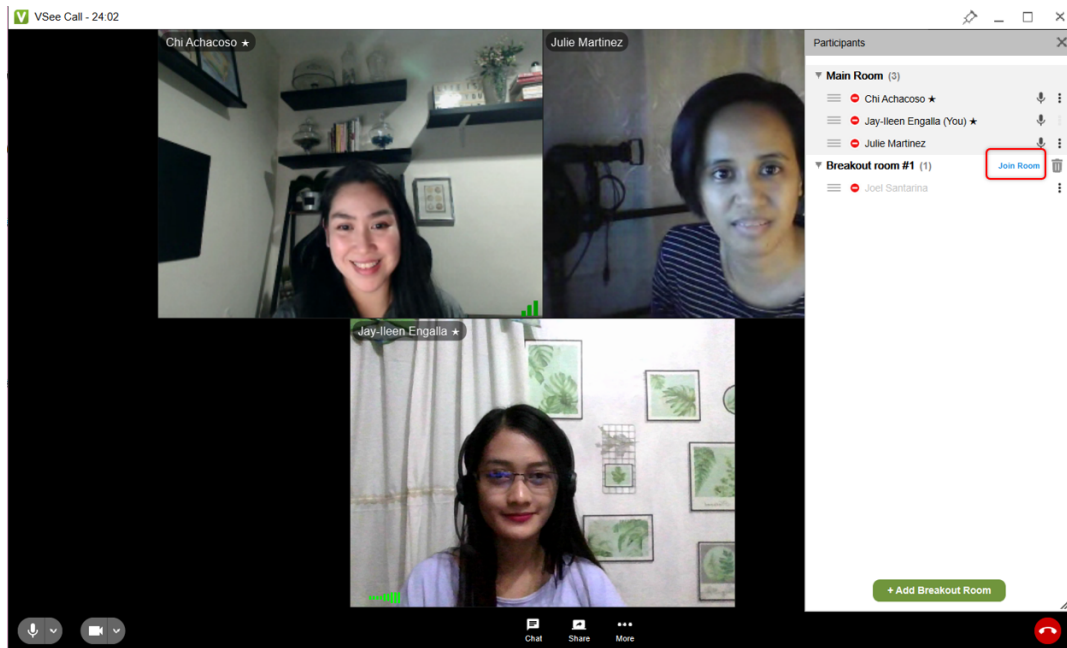 VSee Call - 24:02
Chi Achacoso ★
Julie Martinez
Jay-Ileen Engalla ★
Participants
Main Room (3)
Chi Achacoso ★
Jay-Ileen Engalla (You) ★
Julie Martinez
Breakout room #1 (1)
Join Room
Joel Santarina
+ Add Breakout Room
Chat
Share
More